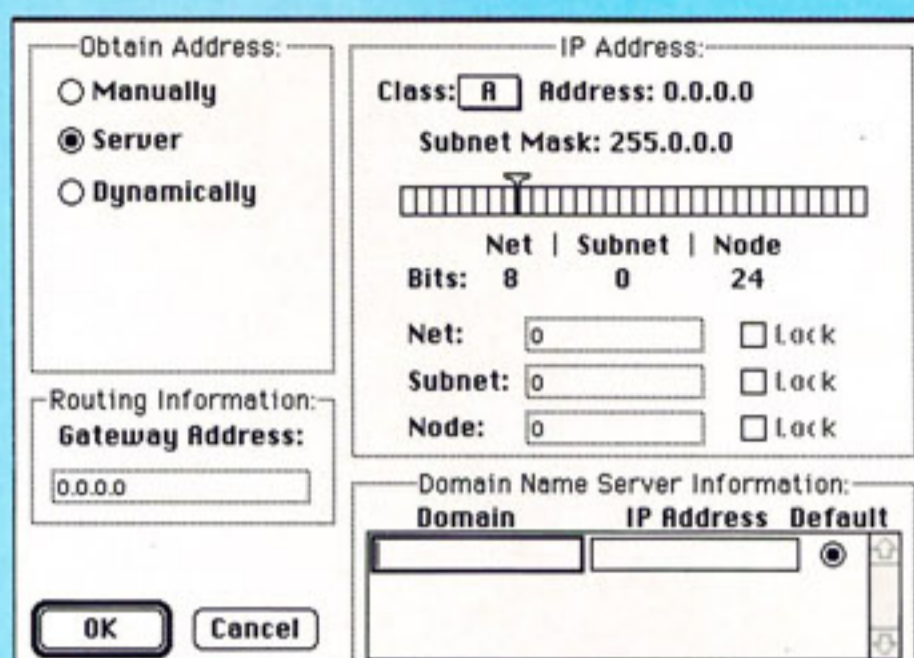 Obtain Address:
Manually
Server
Dynamically
Routing Information:
Gateway Address:
0.0.0.0
OK
Cancel
IP Address:
Class: A Address: 0.0.0.0
Subnet Mask: 255.0.0.0
Net | Subnet | Node
Bits: 8 0 24
Net: 0 Lock
Subnet: 0 Lock
Node: 0 Lock
Domain Name Server Information:
Domain IP Address Default